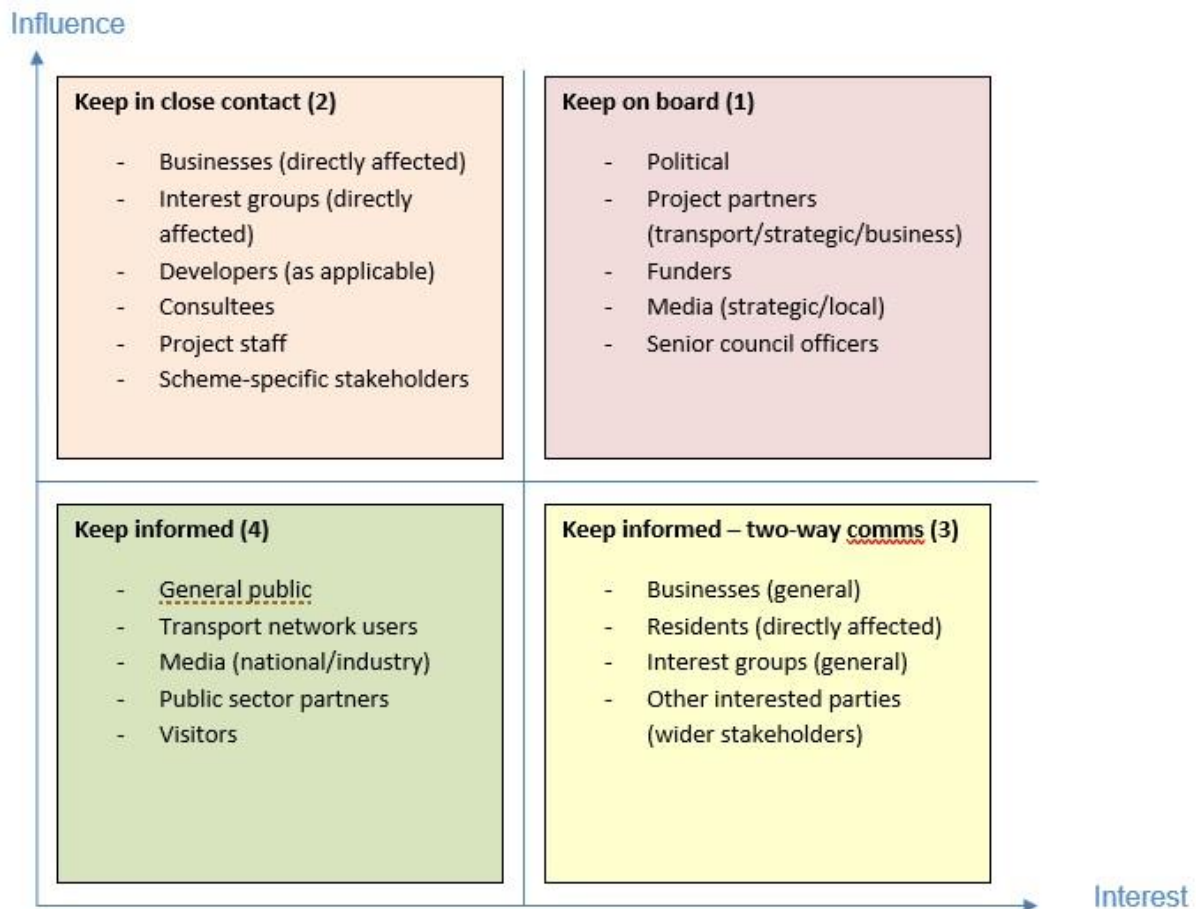 Influence
Keep in close contact (2)
- Businesses (directly affected)
- Interest groups (directly
affected)
- Developers (as applicable)
- Consultees
- Project staff
- Scheme-specific stakeholders
Keep on board (1)
- Political
- Project partners
(transport/strategic/business)
- Funders
- Media (strategic/local)
- Senior council officers
Keep informed (4)
- General public
- Transport network users
- Media (national/industry)
- Public sector partners
- Visitors
Keep informed – two-way comms (3)
- Businesses (general)
- Residents (directly affected)
- Interest groups (general)
- Other interested parties
(wider stakeholders)
Interest